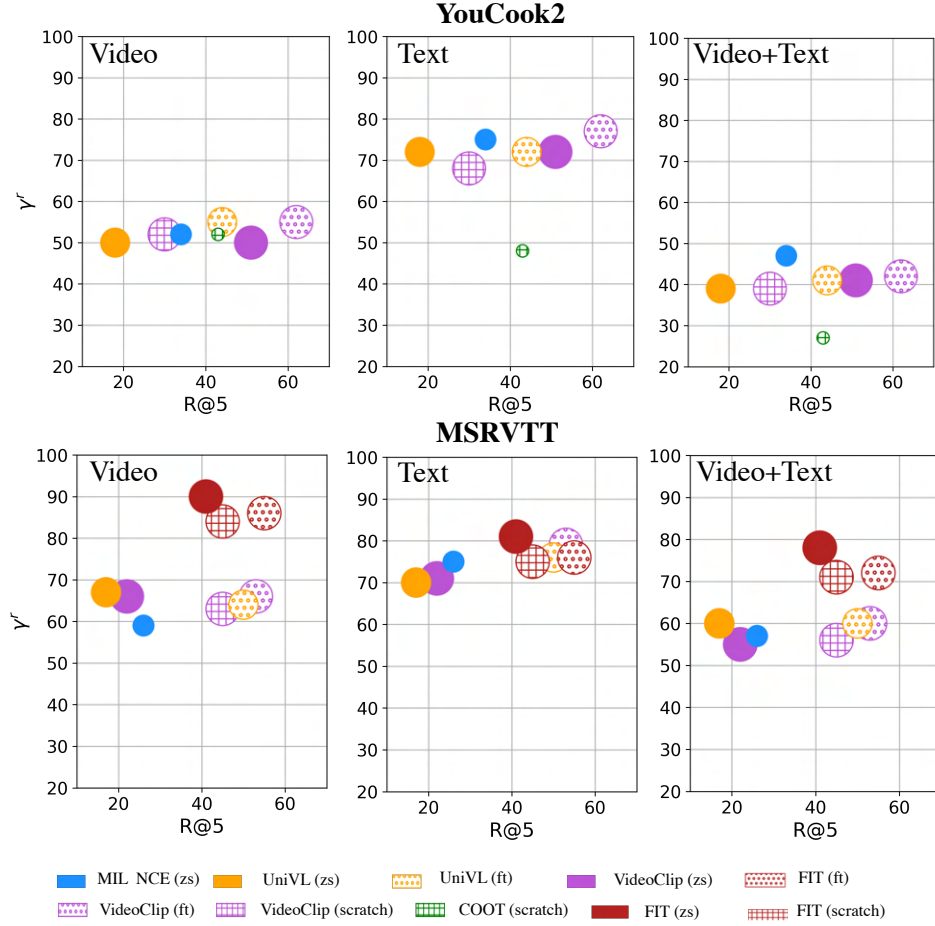 YouCook2
Video
Text
Video+Text
100
90
80
70
60
50
40
30
20
γʳ
20 40 60
R@5
100
90
80
70
60
50
40
30
20
20 40 60
R@5
100
90
80
70
60
50
40
30
20
20 40 60
R@5
MSRVTT
Video
Text
Video+Text
100
90
80
70
60
50
40
30
20
γʳ
20 40 60
R@5
100
90
80
70
60
50
40
30
20
20 40 60
R@5
100
90
80
70
60
50
40
30
20
20 40 60
R@5
MIL NCE (zs) UniVL (zs) UniVL (ft) VideoClip (zs) FIT (ft)
VideoClip (ft) VideoClip (scratch) COOT (scratch) FIT (zs) FIT (scratch)